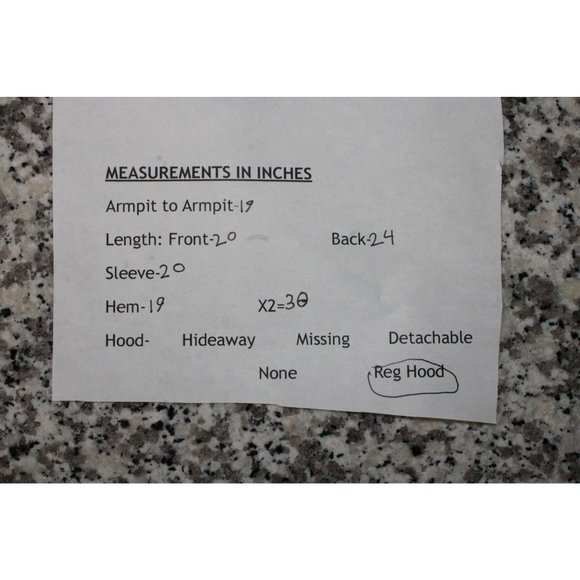 MEASUREMENTS IN INCHES
Armpit to Armpit-19
Length: Front-20 Back-24
Sleeve-20
Hem-19 X2=38
Hood- Hideaway Missing Detachable
None Reg Hood